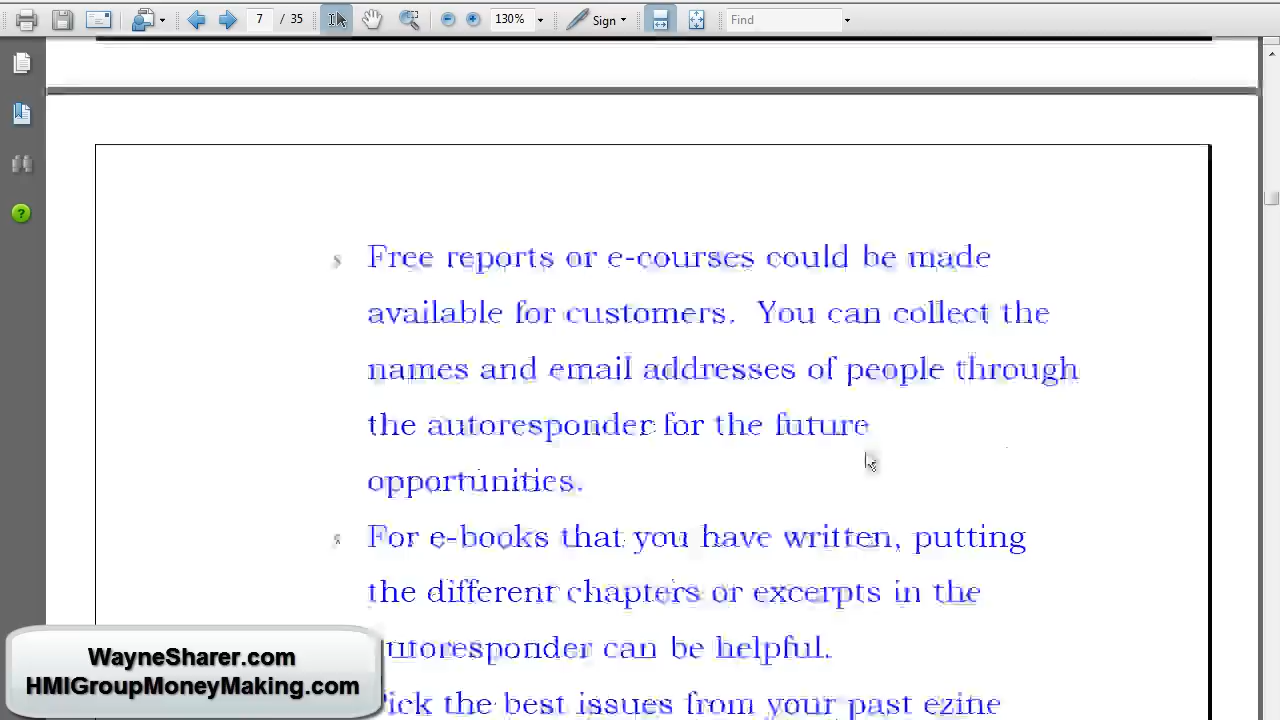 7 / 35 130% Sign Find
Free reports or e-courses could be made
available for customers. You can collect the
names and email addresses of people through
the autoresponder for the future
opportunities.
For e-books that you have written, putting
the different chapters or excerpts in the
utoresponder can be helpful.
Pick the best issues from your past ezine
WayneSharer.com
HMIGroupMoneyMaking.com